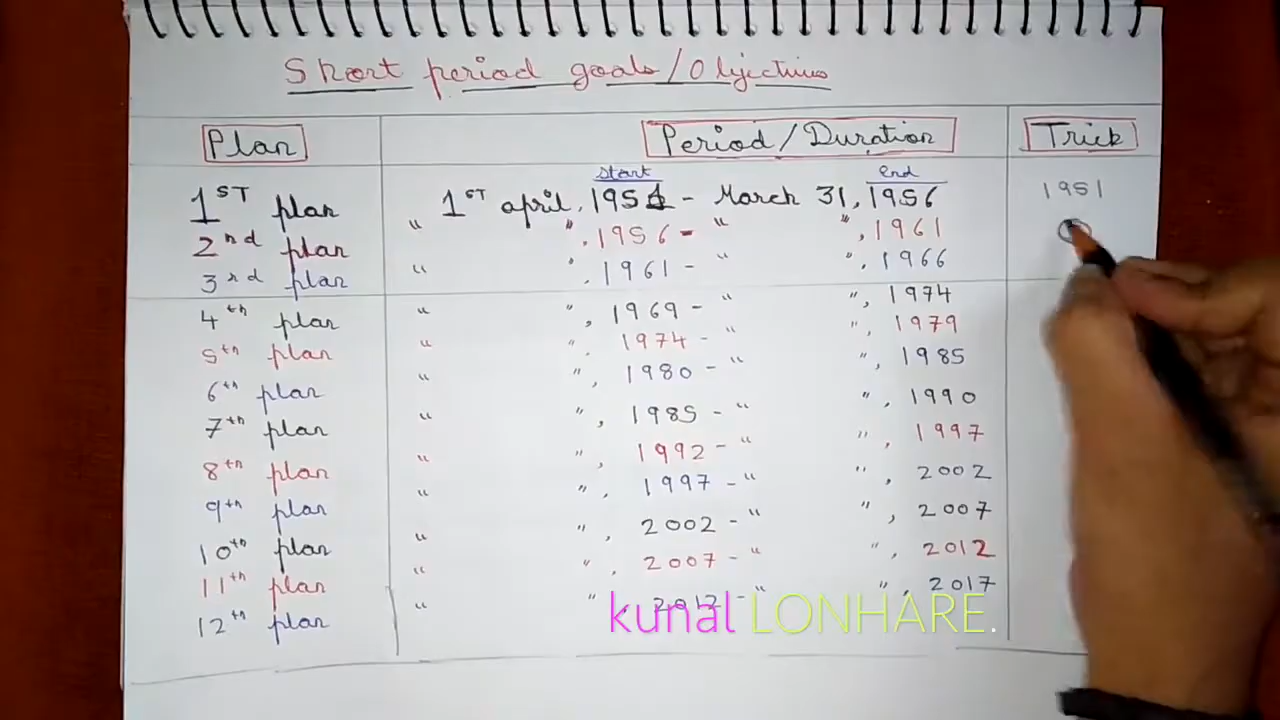 Short period goals/Objectives
Plan Period/Duration Trick
start end
1ST plan 1ST april, 1951 - March 31, 1956 1951
2nd plan " ", 1956 - " ", 1961
3rd plan " ", 1961 - " ", 1966
4th plan " ", 1969 - " ", 1974
5th plan " ", 1974 - " ", 1979
6th plan " ", 1980 - " ", 1985
7th plan " ", 1985 - " ", 1990
8th plan " ", 1992 - " ", 1997
9th plan " ", 1997 - " ", 2002
10th plan " ", 2002 - " ", 2007
11th plan " ", 2007 - " ", 2012
12th plan " ", 2012 - " ", 2017
kunal LONHARE.